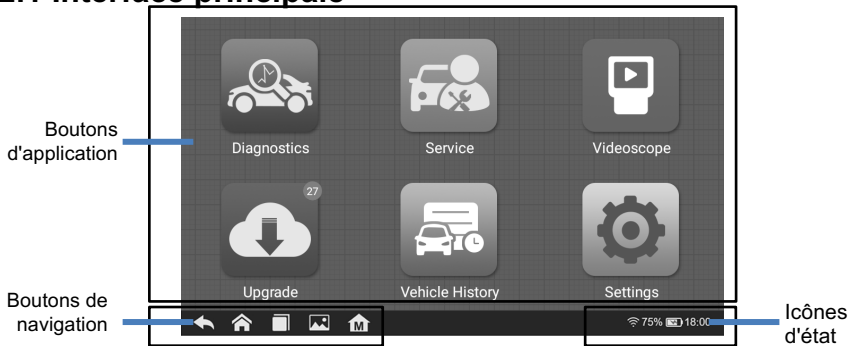 2.1 Interface principale
Boutons
d'application
Diagnostics
Service
Videoscope
27
Upgrade
Vehicle History
Settings
Boutons de
navigation
M
75% 18:00
Icônes
d'état